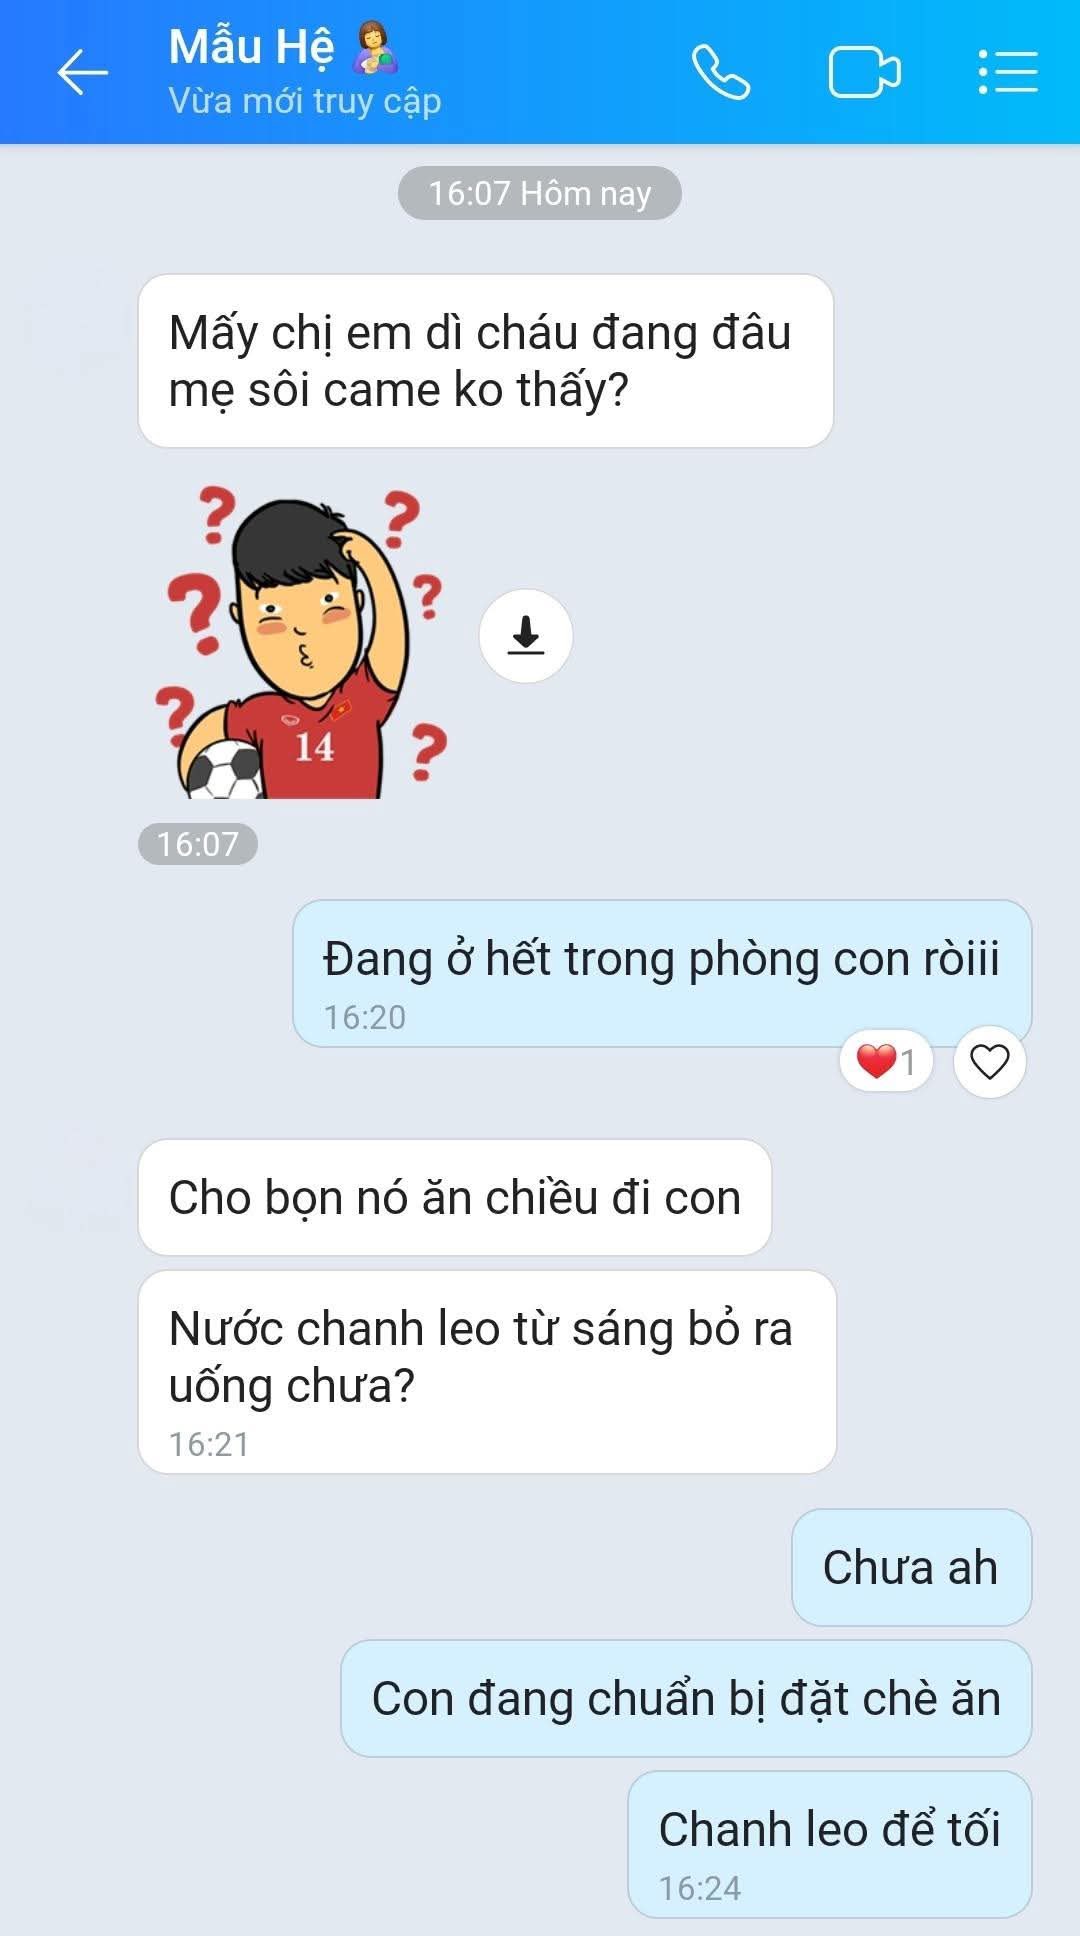 Mẫu Hệ
Vừa mới truy cập
16:07 Hôm nay
Mấy chị em dì cháu đang đâu
mẹ sôi came ko thấy?
14
16:07
Đang ở hết trong phòng con ròiii
16:20
1
Cho bọn nó ăn chiều đi con
Nước chanh leo từ sáng bỏ ra
uống chưa?
16:21
Chưa ah
Con đang chuẩn bị đặt chè ăn
Chanh leo để tối
16:24